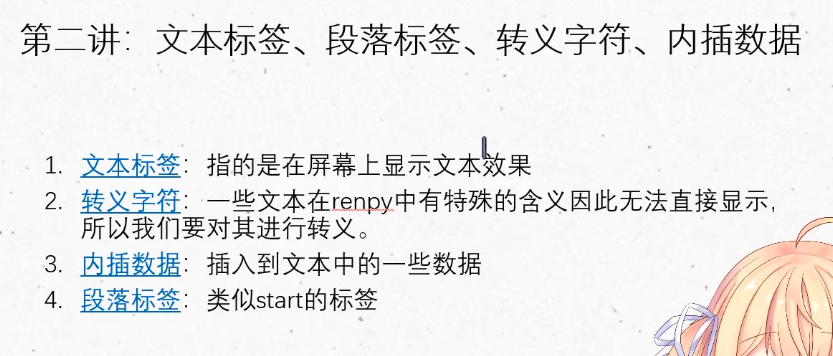 第二讲：文本标签、段落标签、转义字符、内插数据
1. 文本标签：指的是在屏幕上显示文本效果
2. 转义字符：一些文本在renpy中有特殊的含义因此无法直接显示，
所以我们要对其进行转义。
3. 内插数据：插入到文本中的一些数据
4. 段落标签：类似start的标签